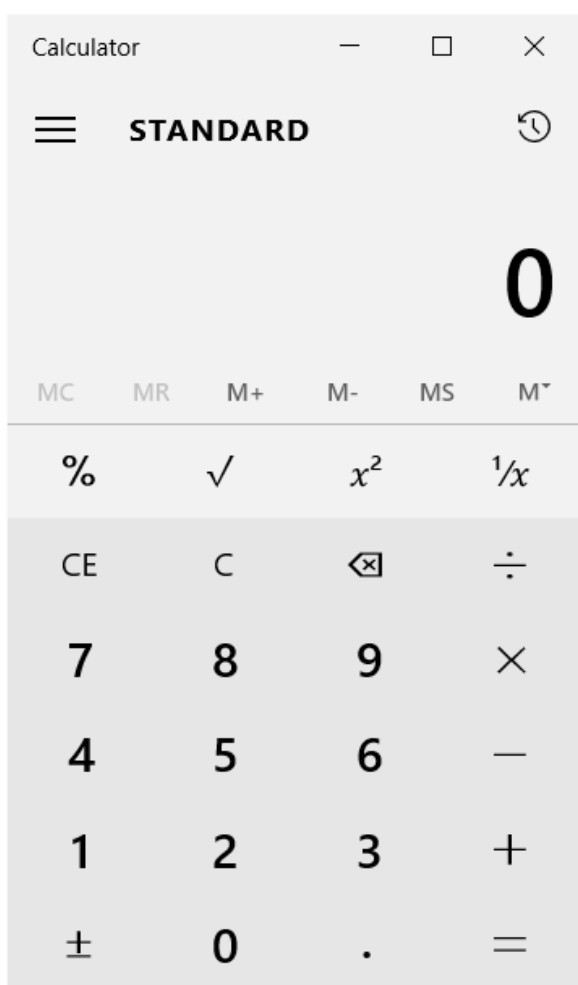 Calculator
STANDARD
0
MC MR M+ M- MS M
% √ x² ¹/x
CE C ÷
7 8 9 ×
4 5 6 −
1 2 3 +
± 0 . =